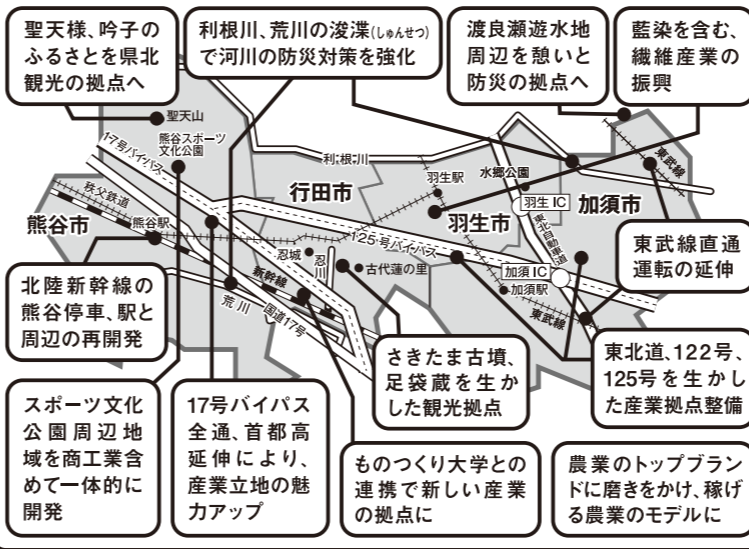 聖天様、吟子の
ふるさとを県北
観光の拠点へ
利根川、荒川の浚渫(しゅんせつ)
で河川の防災対策を強化
渡良瀬遊水地
周辺を憩いと
防災の拠点へ
藍染を含む、
繊維産業の
振興
聖天山
熊谷スポーツ
文化公園
17号バイパス
利根川
羽生駅
水郷公園
東武線
秩父鉄道
行田市
羽生IC
加須市
熊谷市
熊谷駅
羽生市
東北自動車道
125号バイパス
忍城
忍川
古代蓮の里
新幹線
加須IC
加須駅
東武線
荒川
国道17号
東武線直通
運転の延伸
北陸新幹線の
熊谷停車、駅と
周辺の再開発
さきたま古墳、
足袋蔵を生か
した観光拠点
東北道、122号、
125号を生かし
た産業拠点整備
スポーツ文化
公園周辺地
域を商工業含
めて一体的に
開発
17号バイパス
全通、首都高
延伸により、
産業立地の魅
力アップ
ものつくり大学との
連携で新しい産業
の拠点に
農業のトップブラン
ドに磨きをかけ、稼げ
る農業のモデルに